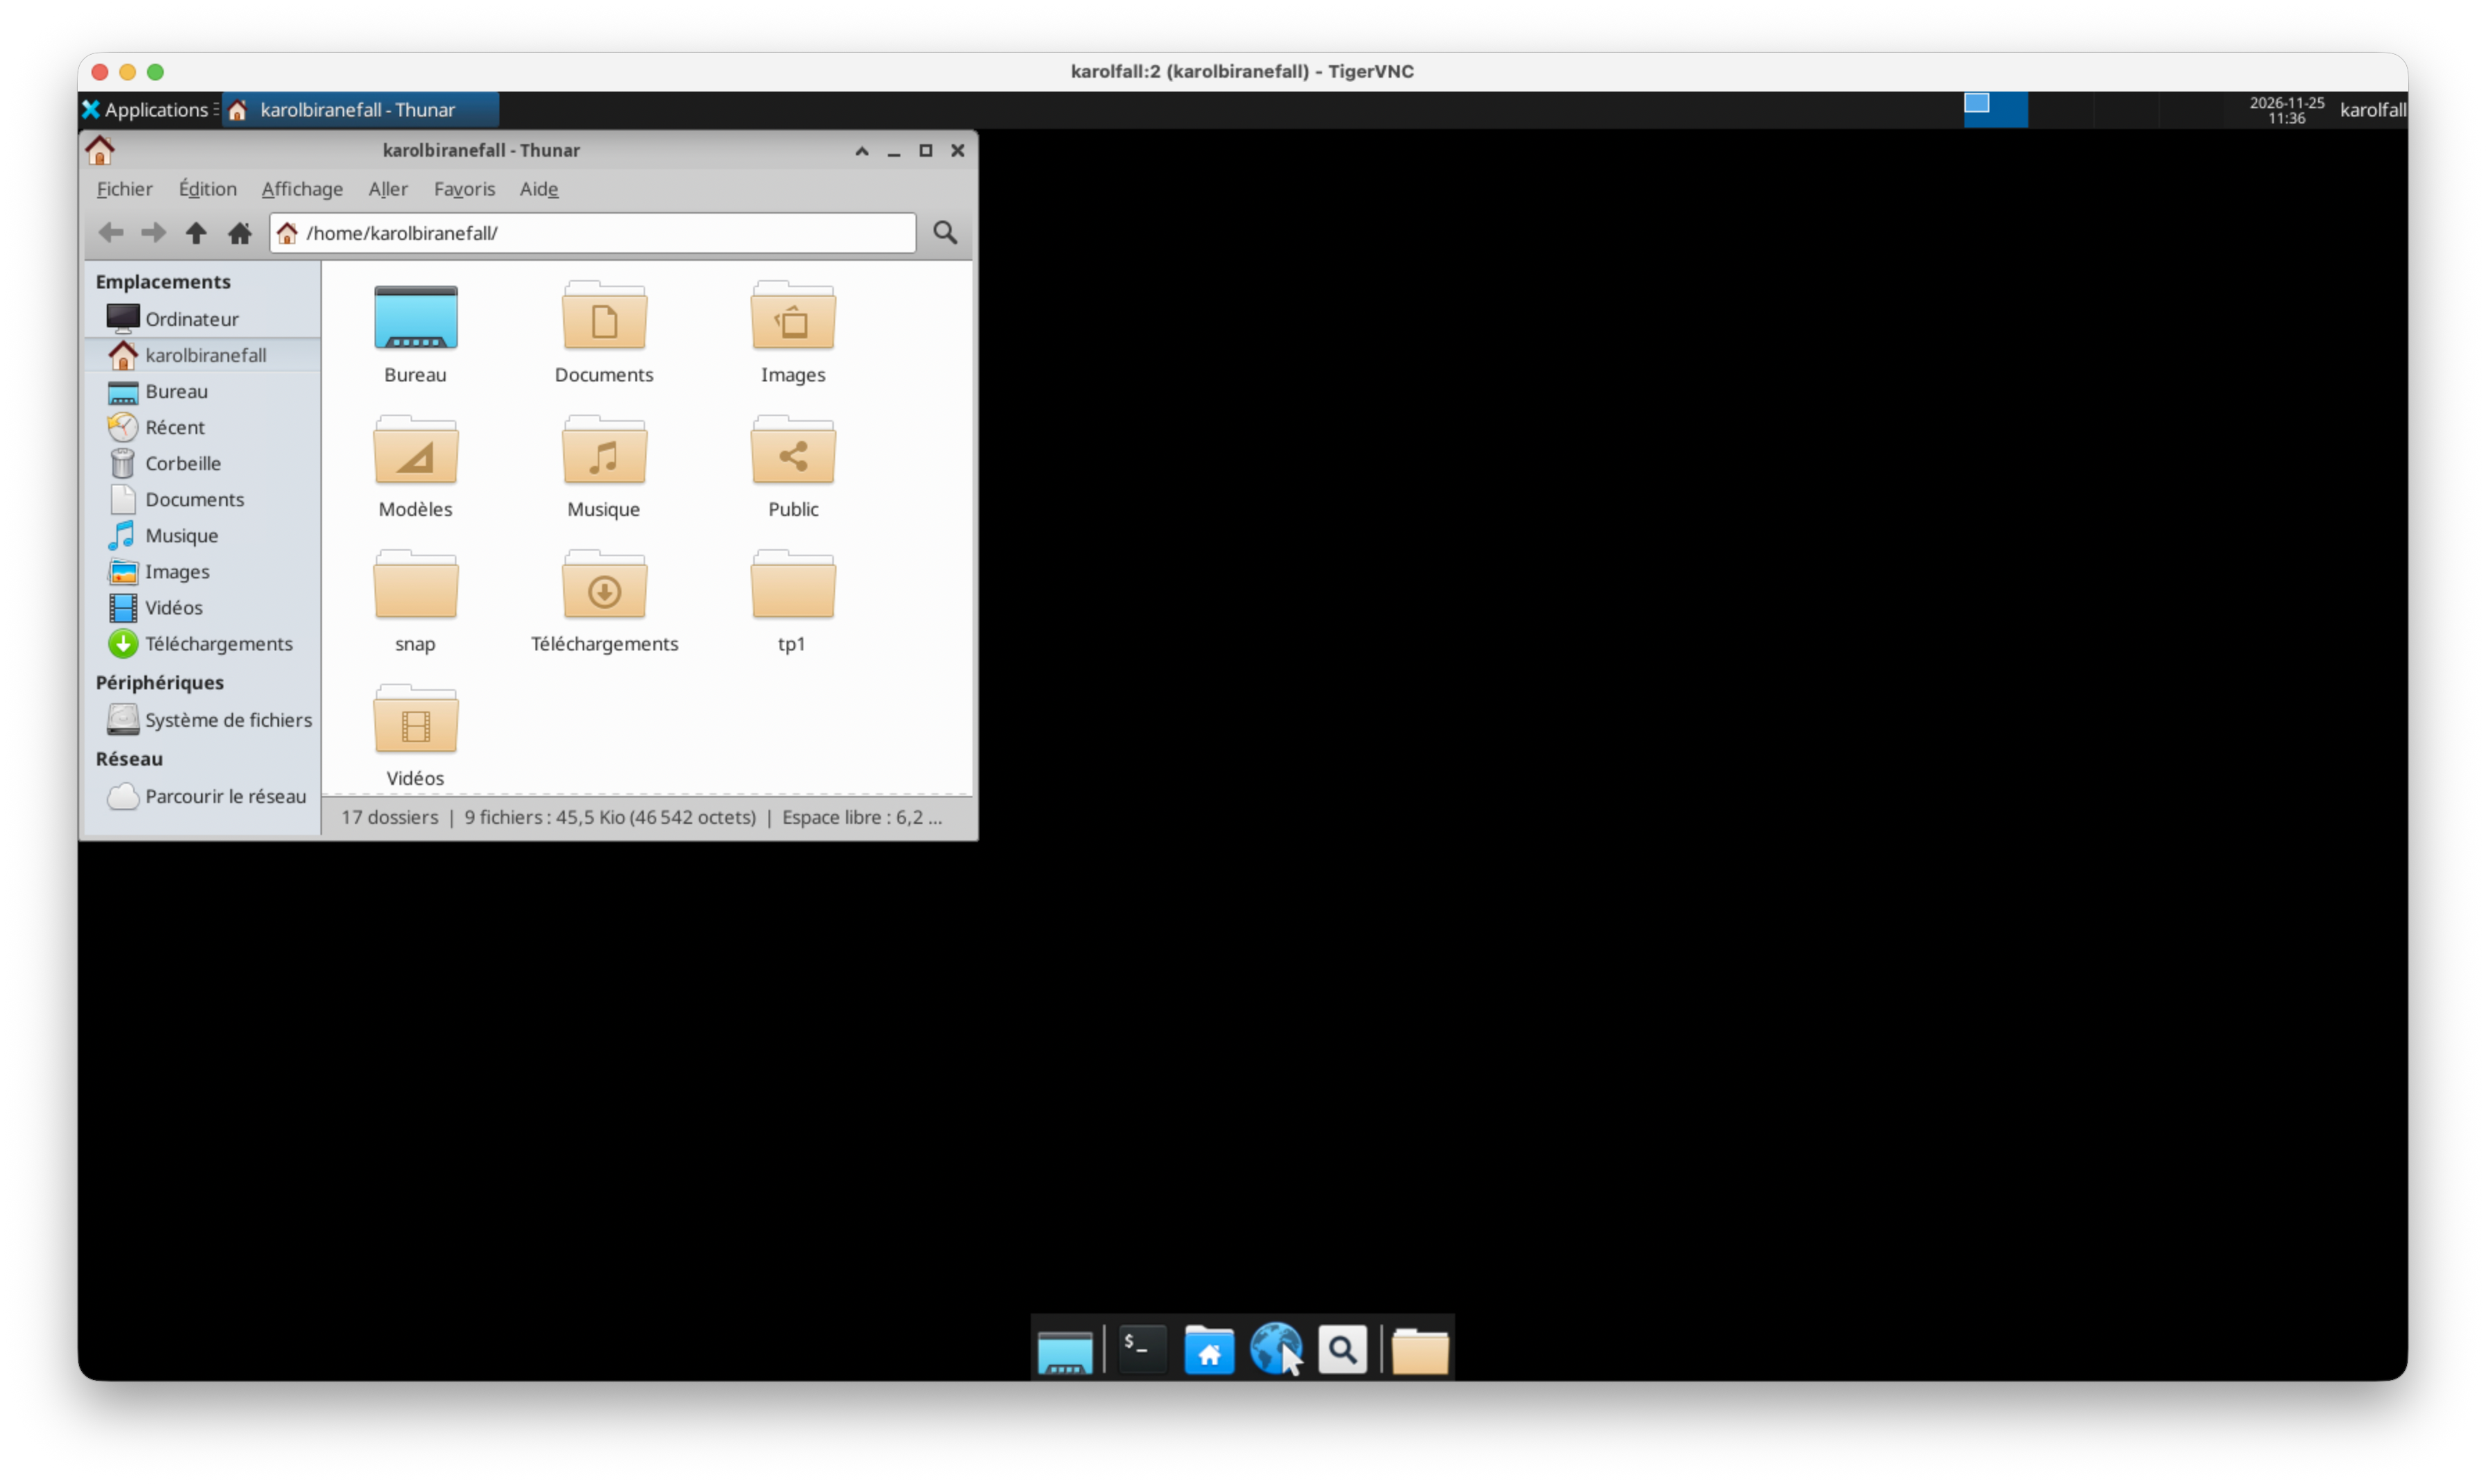 karolfall:2 (karolbiranefall) - TigerVNC
Applications karolbiranefall - Thunar 2026-11-25 11:36 karolfall
karolbiranefall - Thunar
Fichier Édition Affichage Aller Favoris Aide
/home/karolbiranefall/
Emplacements
Ordinateur
karolbiranefall
Bureau
Récent
Corbeille
Documents
Musique
Images
Vidéos
Téléchargements
Périphériques
Système de fichiers
Réseau
Parcourir le réseau
Bureau Documents Images
Modèles Musique Public
snap Téléchargements tp1
Vidéos
17 dossiers | 9 fichiers : 45,5 Kio (46 542 octets) | Espace libre : 6,2 ...
$_